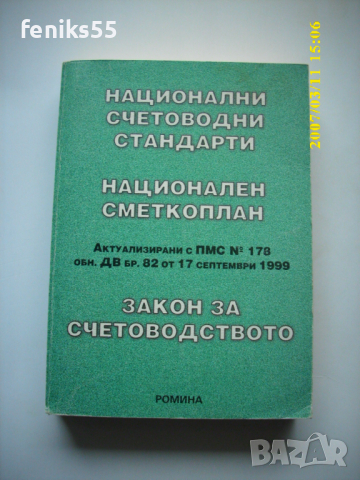 feniks55
2007/03/11 15:06
НАЦИОНАЛНИ
СЧЕТОВОДНИ
СТАНДАРТИ
НАЦИОНАЛЕН
СМЕТКОПЛАН
АКТУАЛИЗИРАНИ С ПМС № 178
ОБН. ДВ БР. 82 ОТ 17 СЕПТЕМВРИ 1999
ЗАКОН ЗА
СЧЕТОВОДСТВОТО
РОМИНА
BAZAR